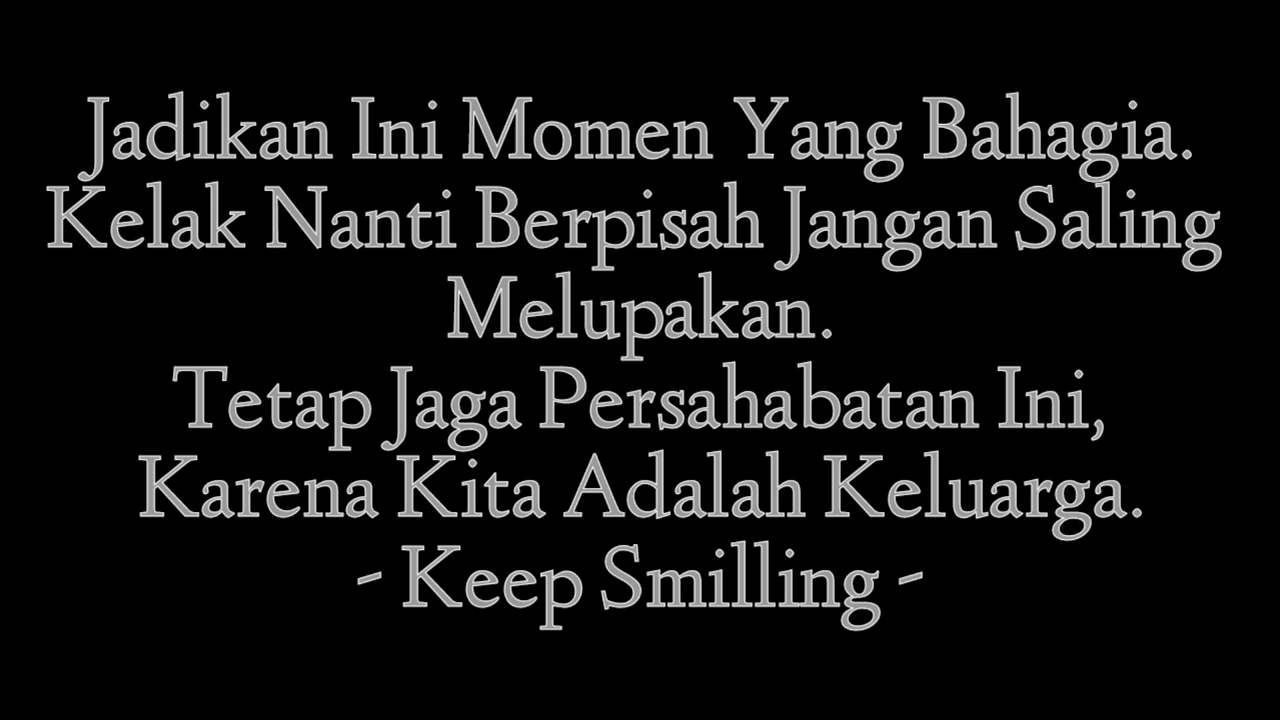 Jadikan Ini Momen Yang Bahagia.
Kelak Nanti Berpisah Jangan Saling
Melupakan.
Tetap Jaga Persahabatan Ini,
Karena Kita Adalah Keluarga.
- Keep Smilling -